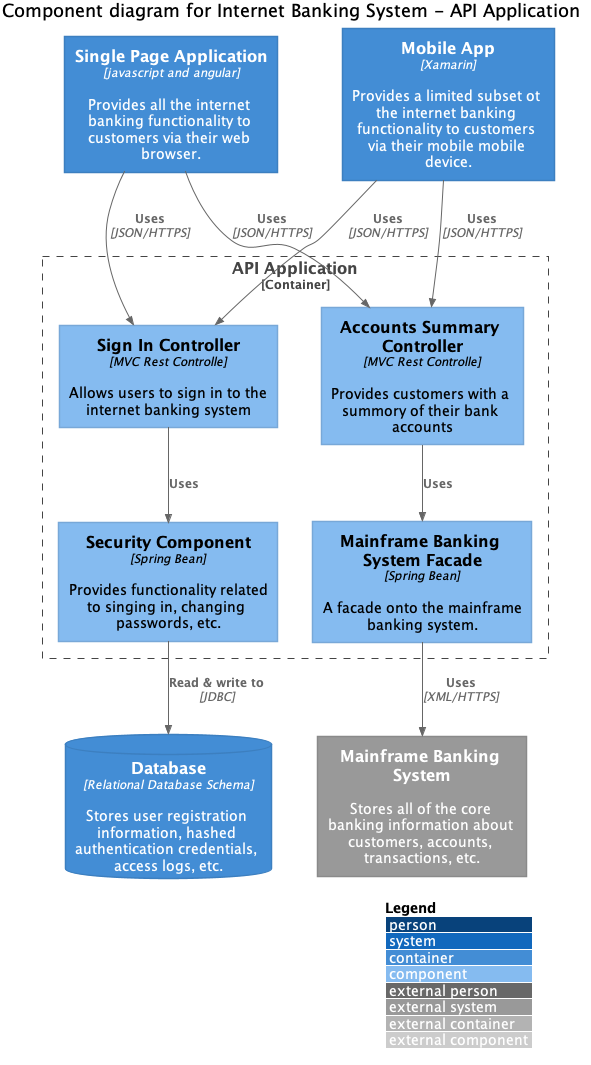 Component diagram for Internet Banking System - API Application
Single Page Application
[javascript and angular]
Provides all the internet
banking functionality to
customers via their web
browser.
Mobile App
[Xamarin]
Provides a limited subset ot
the internet banking
functionality to customers
via their mobile mobile
device.
Uses
[JSON/HTTPS]
Uses
[JSON/HTTPS]
Uses
[JSON/HTTPS]
Uses
[JSON/HTTPS]
API Application
[Container]
Sign In Controller
[MVC Rest Controlle]
Allows users to sign in to the
internet banking system
Accounts Summary
Controller
[MVC Rest Controlle]
Provides customers with a
summory of their bank
accounts
Uses
Uses
Security Component
[Spring Bean]
Provides functionality related
to singing in, changing
passwords, etc.
Mainframe Banking
System Facade
[Spring Bean]
A facade onto the mainframe
banking system.
Read & write to
[JDBC]
Uses
[XML/HTTPS]
Database
[Relational Database Schema]
Stores user registration
information, hashed
authentication credentials,
access logs, etc.
Mainframe Banking
System
Stores all of the core
banking information about
customers, accounts,
transactions, etc.
Legend
person
system
container
component
external person
external system
external container
external component